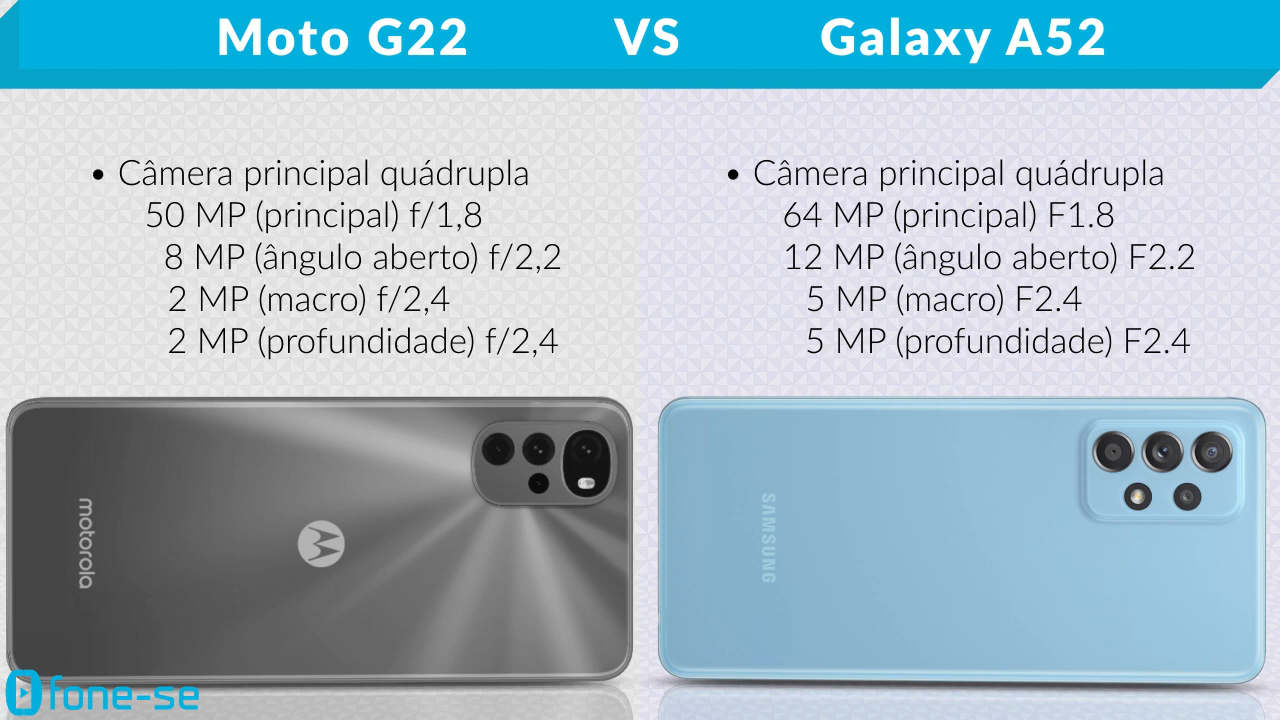 Moto G22 VS Galaxy A52
• Câmera principal quádrupla
50 MP (principal) f/1,8
8 MP (ângulo aberto) f/2,2
2 MP (macro) f/2,4
2 MP (profundidade) f/2,4
• Câmera principal quádrupla
64 MP (principal) F1.8
12 MP (ângulo aberto) F2.2
5 MP (macro) F2.4
5 MP (profundidade) F2.4
motorola
SAMSUNG
fone-se